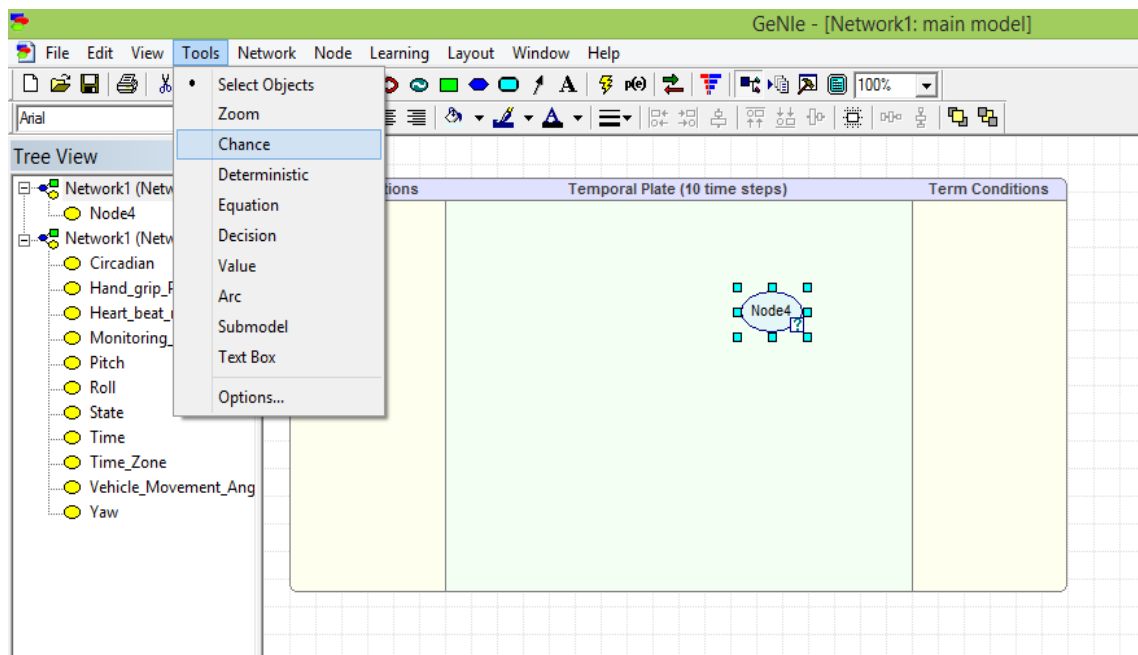 GeNIe - [Network1: main model]
File Edit View Tools Network Node Learning Layout Window Help
A P(e) 100%
Arial A
Select Objects
Zoom
Chance
Deterministic
Equation
Decision
Value
Arc
Submodel
Text Box
Options...
Tree View
Network1 (Netw
Node4
Network1 (Netw
Circadian
Hand_grip_
Heart_beat_
Monitoring_
Pitch
Roll
State
Time
Time_Zone
Vehicle_Movement_Ang
Yaw
tions Temporal Plate (10 time steps) Term Conditions
Node4
?